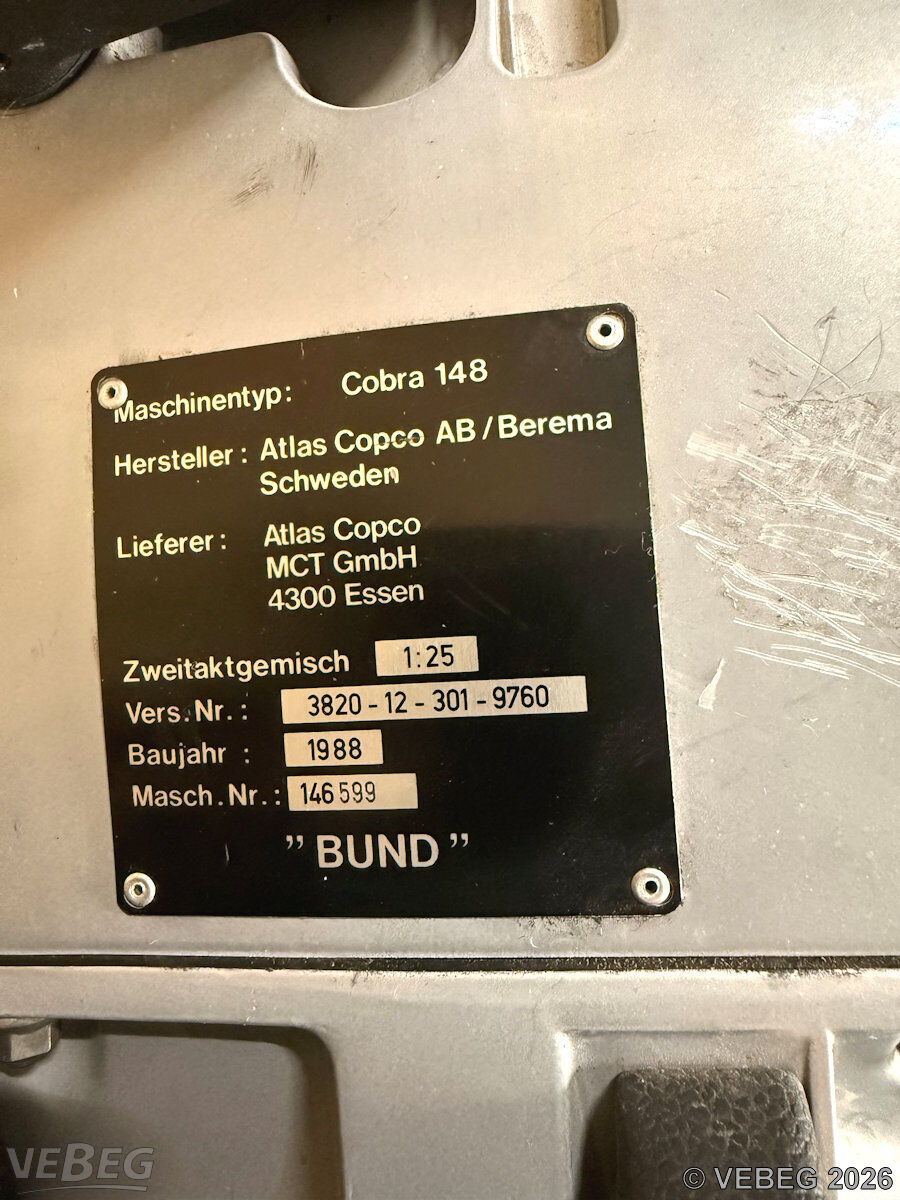 Maschinentyp: Cobra 148
Hersteller: Atlas Copco AB / Berema
Schweden
Lieferer: Atlas Copco
MCT GmbH
4300 Essen
Zweitaktgemisch 1:25
Vers.Nr.: 3820-12-301-9760
Baujahr : 1988
Masch.Nr.: 146599
"BUND"
VEBEG
© VEBEG 2026